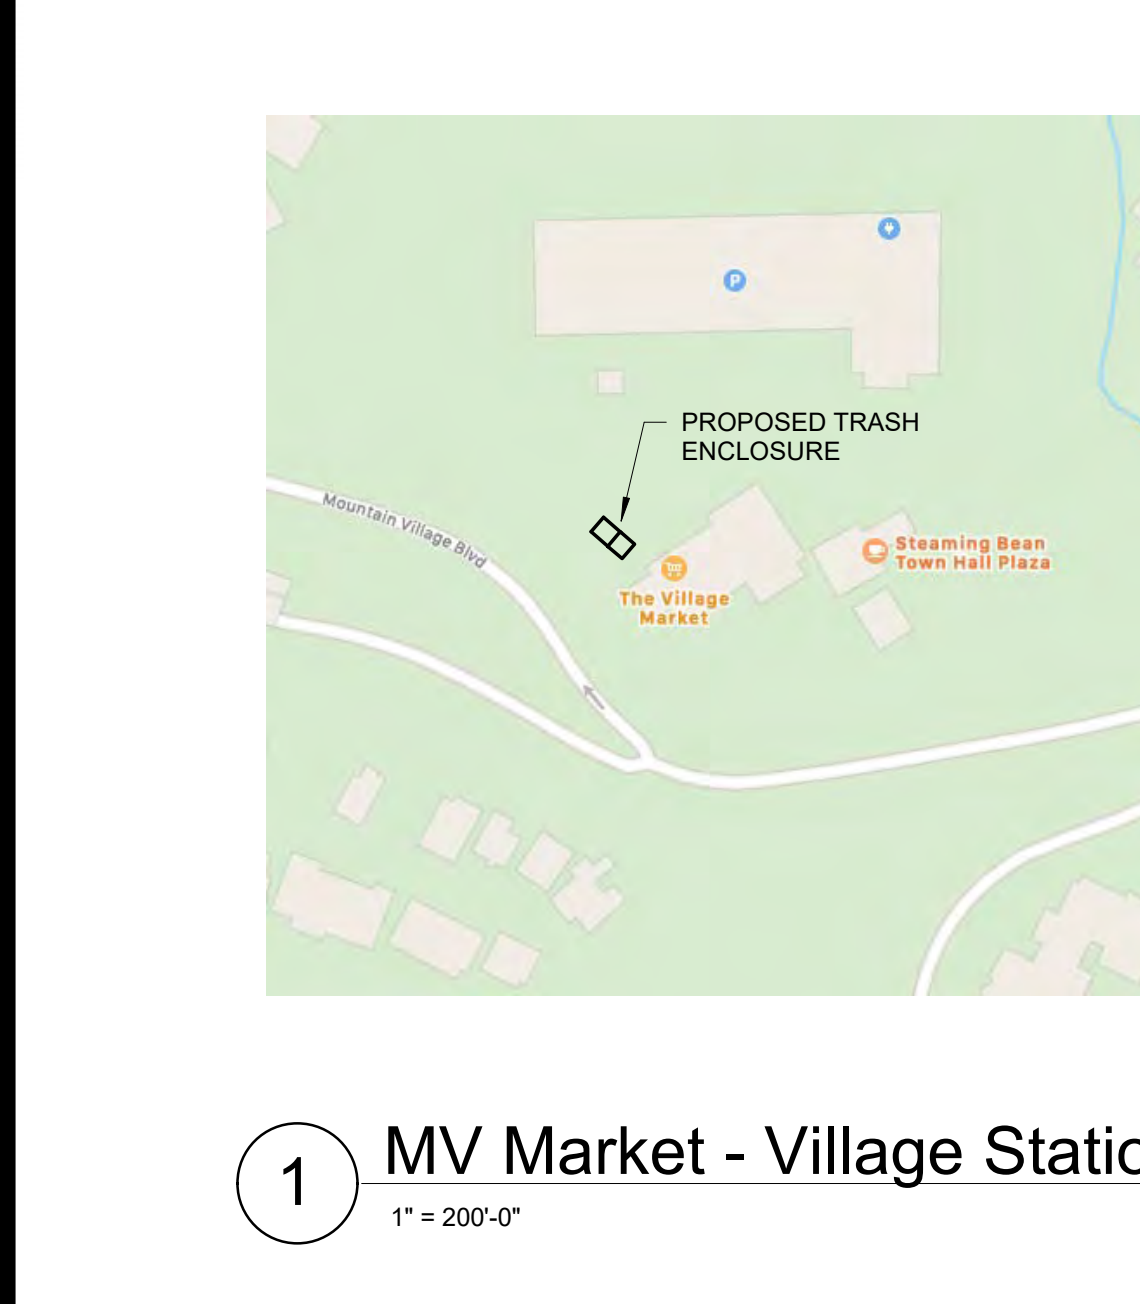 P
PROPOSED TRASH
ENCLOSURE
Mountain Village Blvd
Steaming Bean
Town Hall Plaza
The Village
Market
1
MV Market - Village Static
1" = 200'-0"